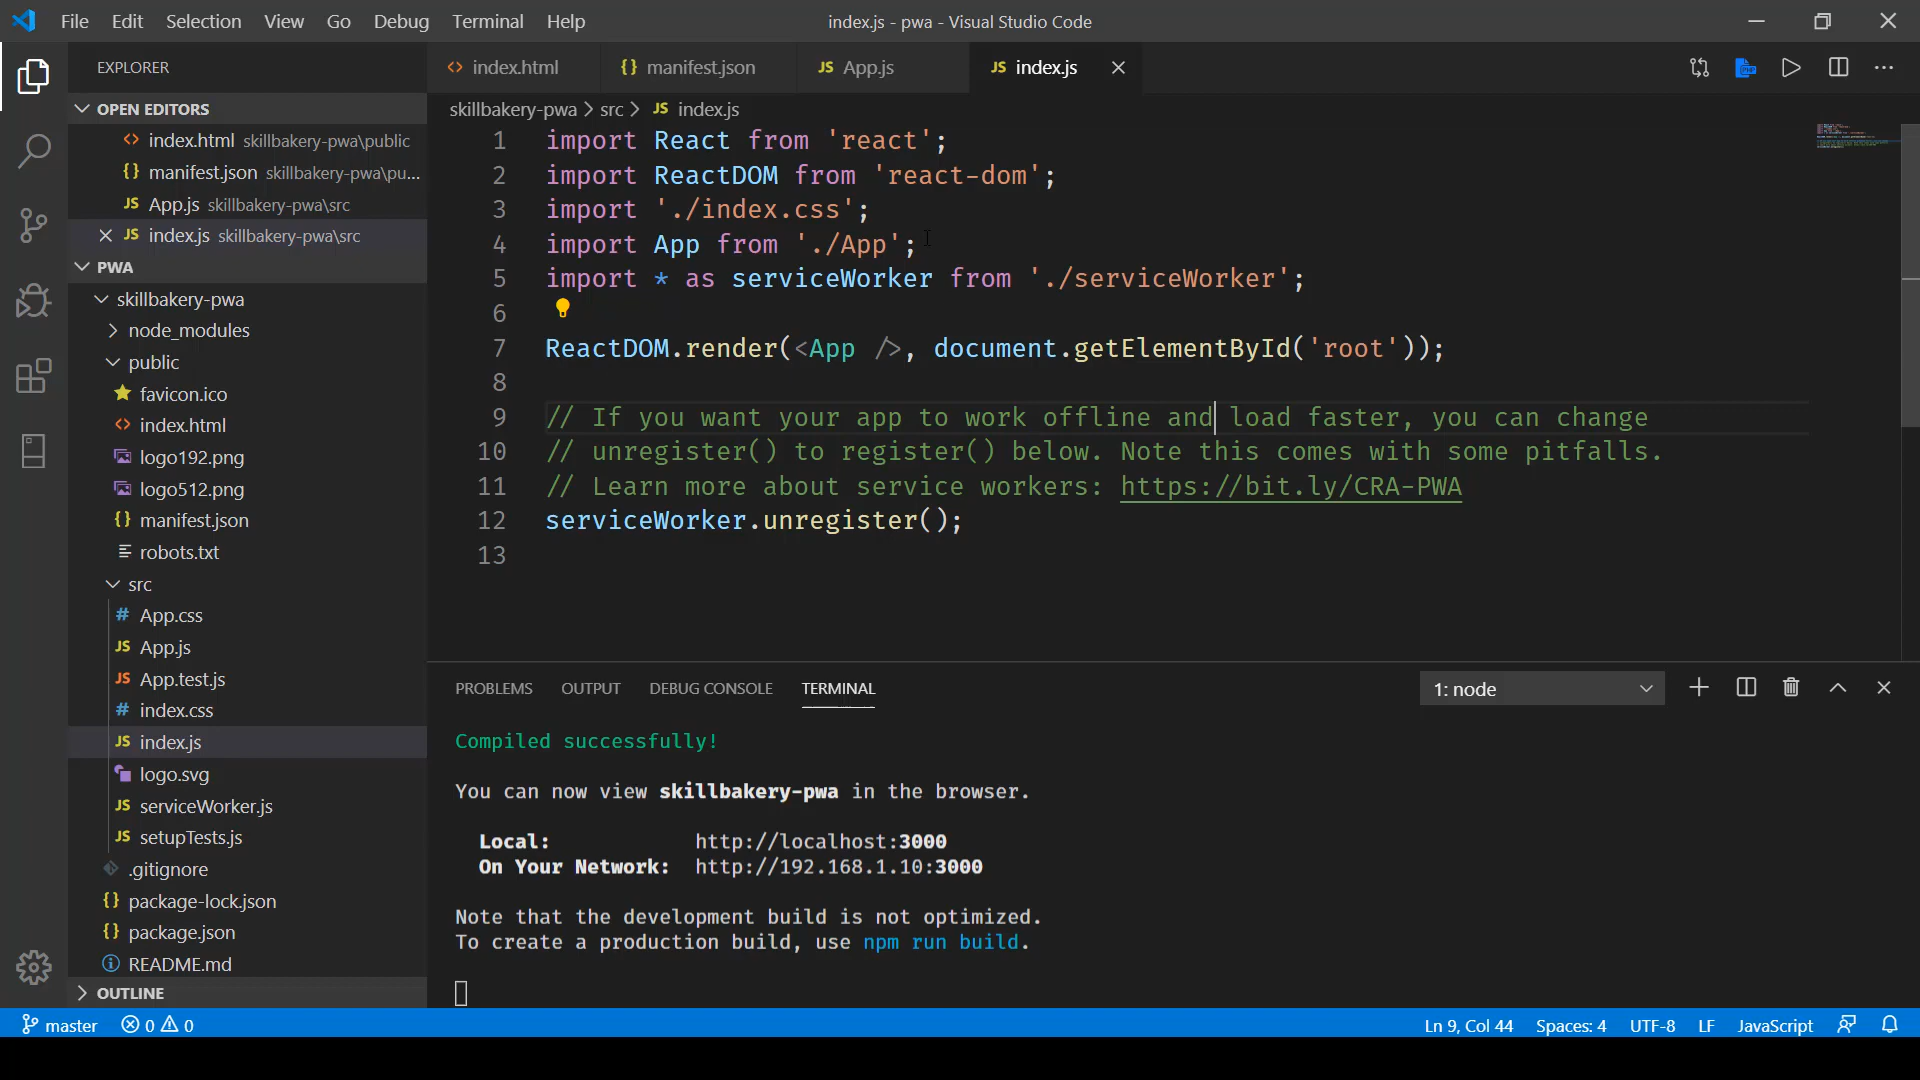 File Edit Selection View Go Debug Terminal Help
index.js - pwa - Visual Studio Code
EXPLORER
OPEN EDITORS
index.html skillbakery-pwa\public
manifest.json skillbakery-pwa\pu...
JS App.js skillbakery-pwa\src
JS index.js skillbakery-pwa\src
PWA
skillbakery-pwa
node_modules
public
favicon.ico
index.html
logo192.png
logo512.png
{} manifest.json
robots.txt
src
# App.css
JS App.js
JS App.test.js
# index.css
JS index.js
logo.svg
JS serviceWorker.js
JS setupTests.js
.gitignore
{} package-lock.json
{} package.json
README.md
OUTLINE
<> index.html {} manifest.json JS App.js JS index.js
skillbakery-pwa > src > JS index.js
1 import React from 'react';
2 import ReactDOM from 'react-dom';
3 import './index.css';
4 import App from './App';
5 import * as serviceWorker from './serviceWorker';
6
7 ReactDOM.render(<App />, document.getElementById('root'));
8
9 // If you want your app to work offline and load faster, you can change
10 // unregister() to register() below. Note this comes with some pitfalls.
11 // Learn more about service workers: https://bit.ly/CRA-PWA
12 serviceWorker.unregister();
13
PROBLEMS OUTPUT DEBUG CONSOLE TERMINAL
1: node
Compiled successfully!
You can now view skillbakery-pwa in the browser.
Local: http://localhost:3000
On Your Network: http://192.168.1.10:3000
Note that the development build is not optimized.
To create a production build, use npm run build.
master 0 0
Ln 9, Col 44 Spaces: 4 UTF-8 LF JavaScript